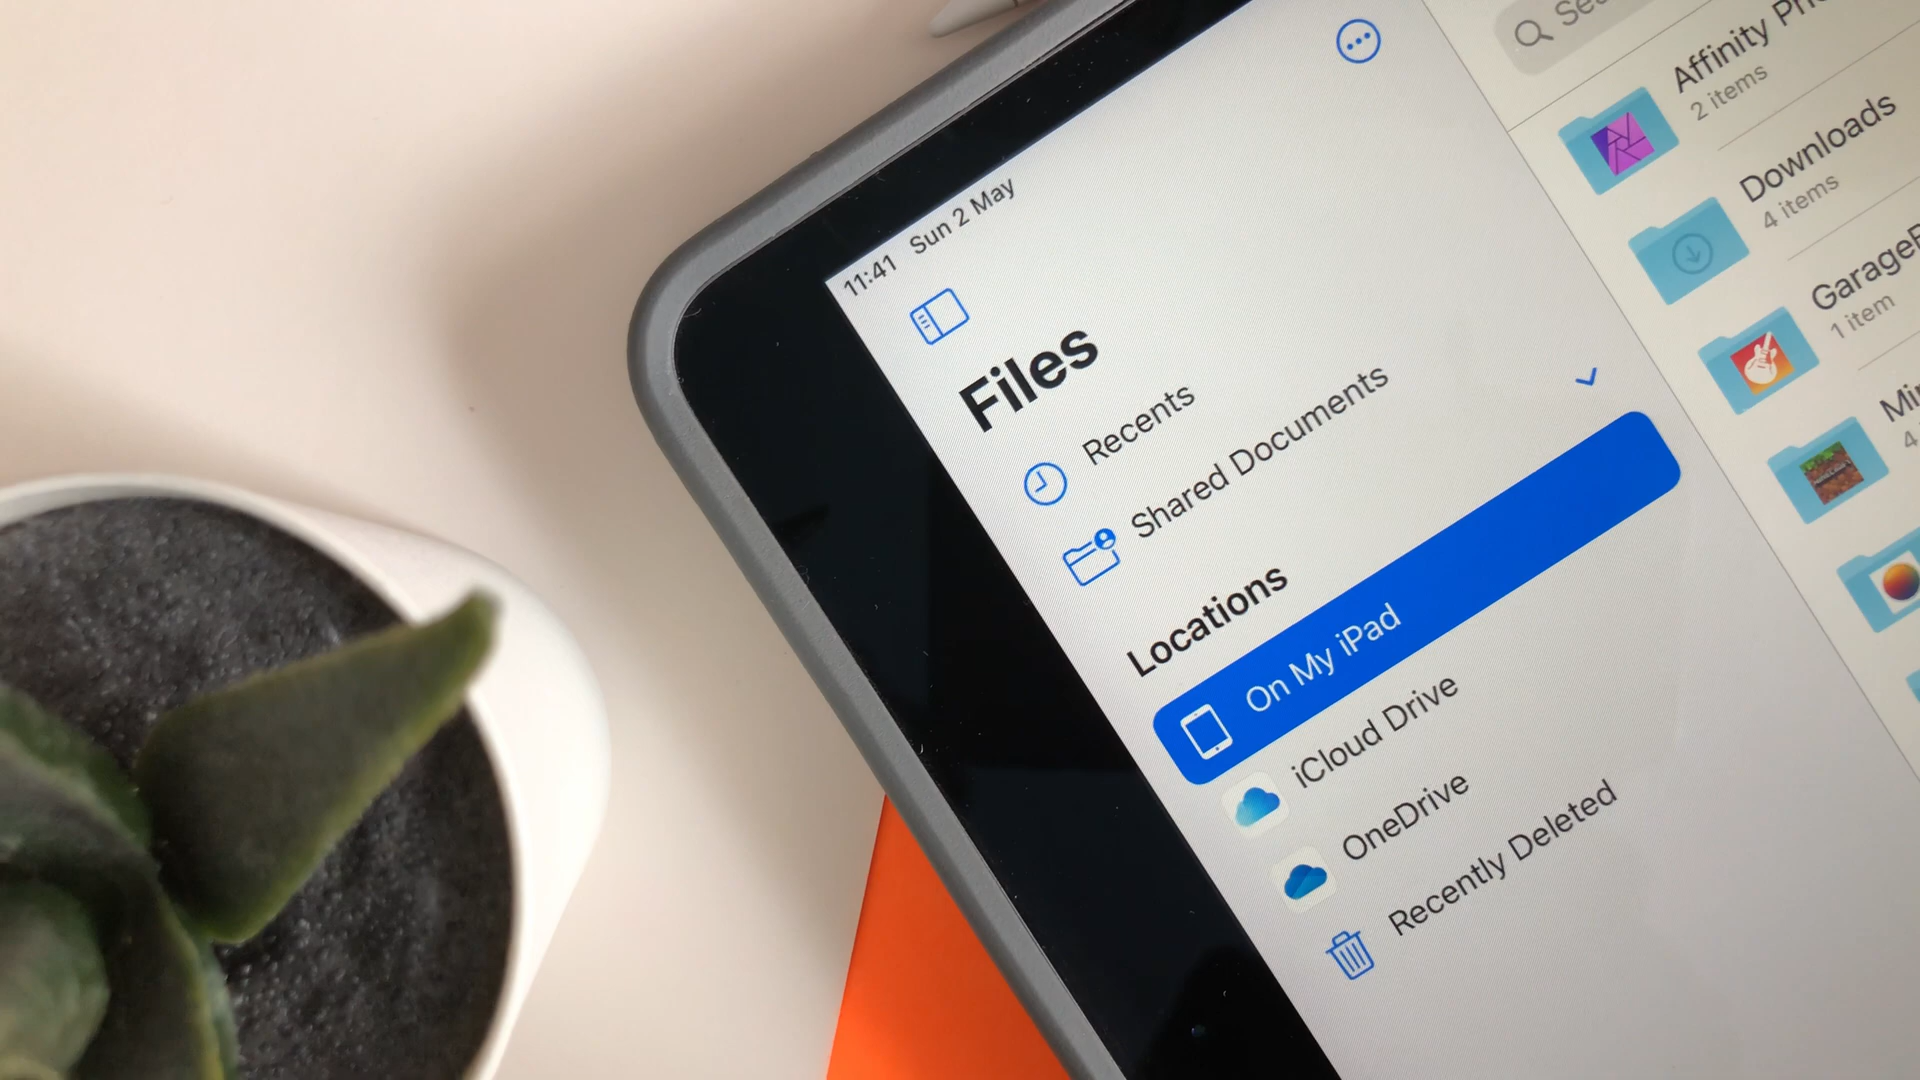 11:41 Sun 2 May
Files
Recents
Shared Documents
Locations
On My iPad
iCloud Drive
OneDrive
Recently Deleted
Affinity
2 items
Downloads
4 items
1 item